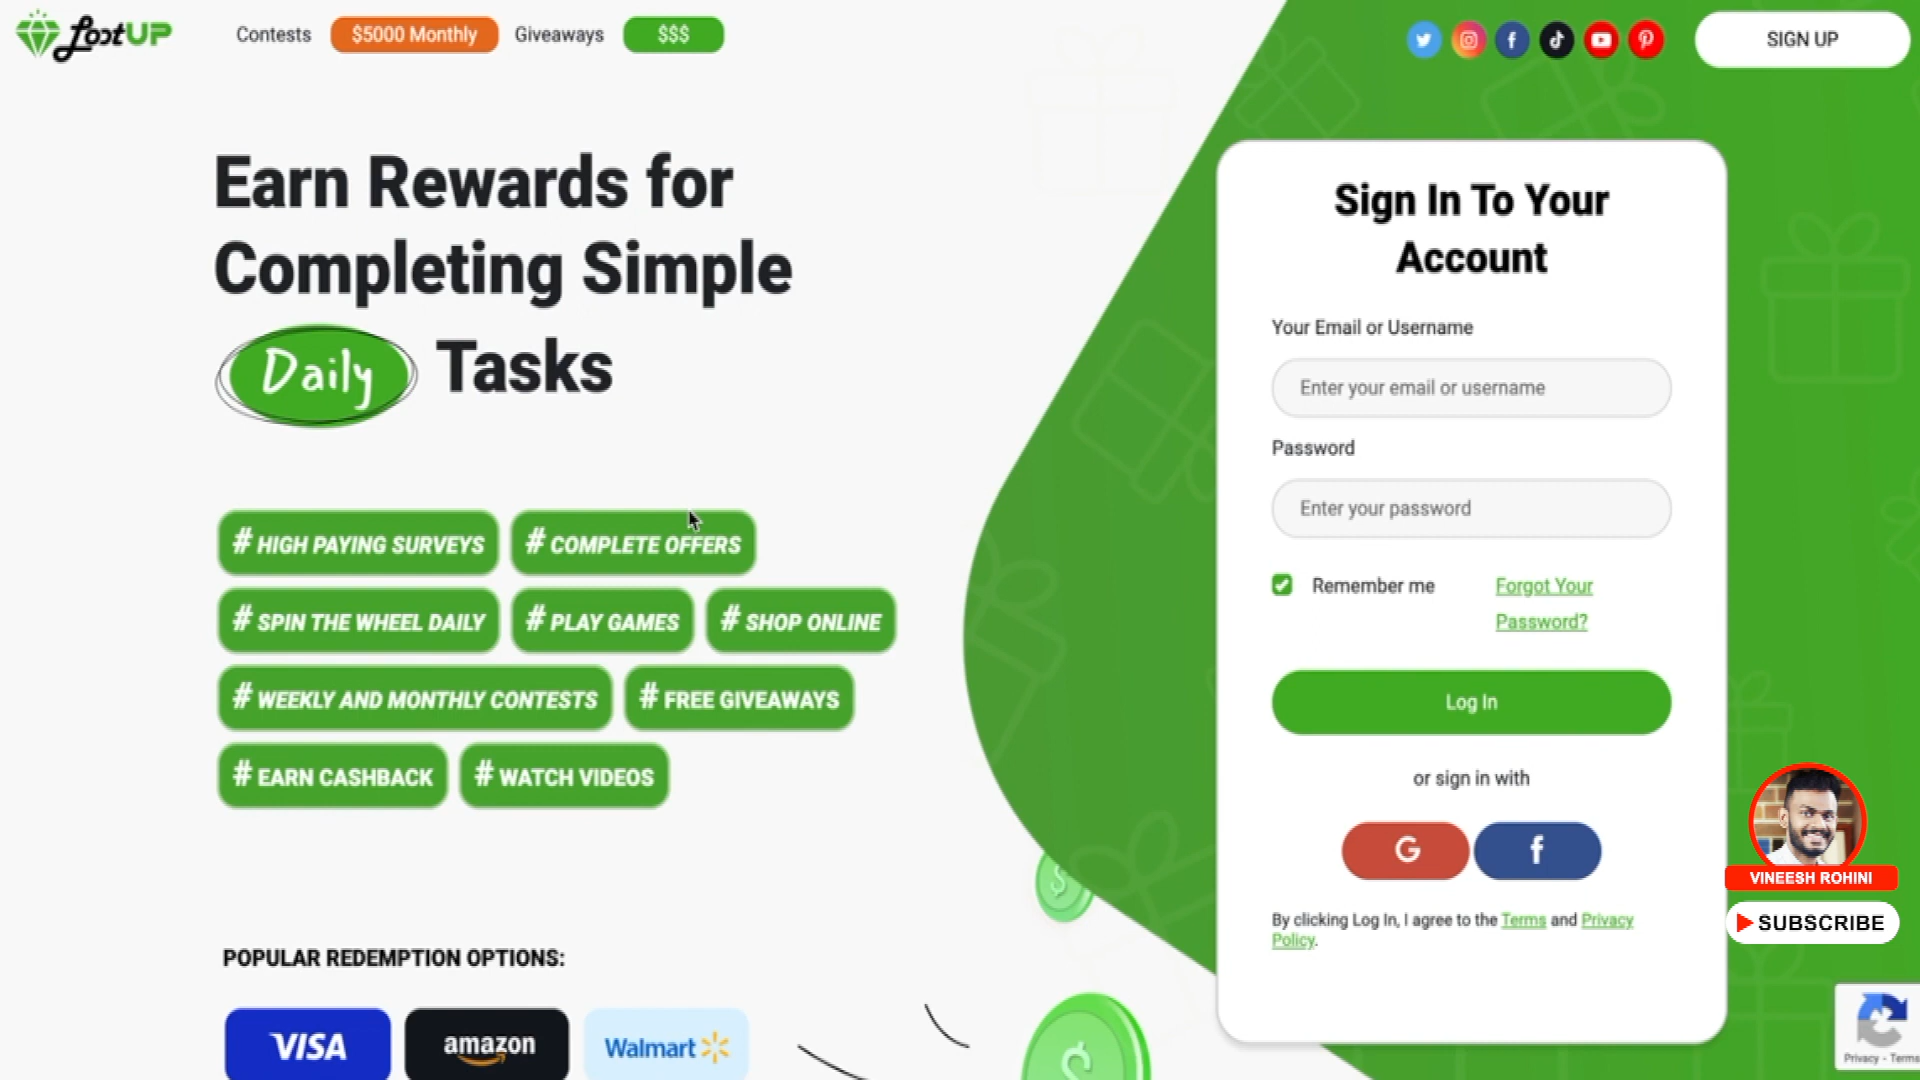 LootUP
Contests
$5000 Monthly
Giveaways
$$$
SIGN UP
Earn Rewards for
Completing Simple
Daily Tasks
# HIGH PAYING SURVEYS
# COMPLETE OFFERS
# SPIN THE WHEEL DAILY
# PLAY GAMES
# SHOP ONLINE
# WEEKLY AND MONTHLY CONTESTS
# FREE GIVEAWAYS
# EARN CASHBACK
# WATCH VIDEOS
POPULAR REDEMPTION OPTIONS:
VISA
amazon
Walmart
Sign In To Your
Account
Your Email or Username
Enter your email or username
Password
Enter your password
Remember me
Forgot Your
Password?
Log In
or sign in with
G
f
By clicking Log In, I agree to the Terms and Privacy
Policy.
VINEESH ROHINI
SUBSCRIBE
Privacy - Terms